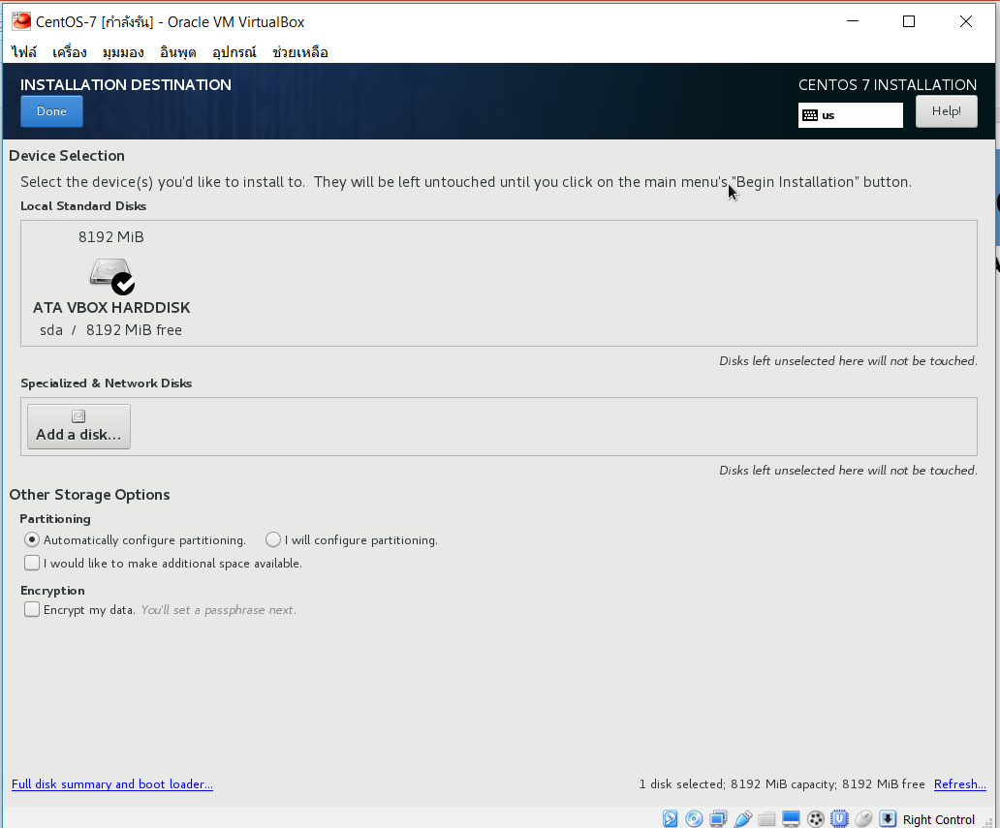 CentOS-7 [กำลังรัน] - Oracle VM VirtualBox
ไฟล์ เครื่อง มุมมอง อินพุต อุปกรณ์ ช่วยเหลือ
INSTALLATION DESTINATION
CENTOS 7 INSTALLATION
Done
us
Help!
Device Selection
Select the device(s) you'd like to install to. They will be left untouched until you click on the main menu's "Begin Installation" button.
Local Standard Disks
8192 MiB
ATA VBOX HARDDISK
sda / 8192 MiB free
Disks left unselected here will not be touched.
Specialized & Network Disks
Add a disk...
Disks left unselected here will not be touched.
Other Storage Options
Partitioning
Automatically configure partitioning. I will configure partitioning.
I would like to make additional space available.
Encryption
Encrypt my data. You'll set a passphrase next.
Full disk summary and boot loader... 1 disk selected; 8192 MiB capacity; 8192 MiB free Refresh...
Right Control